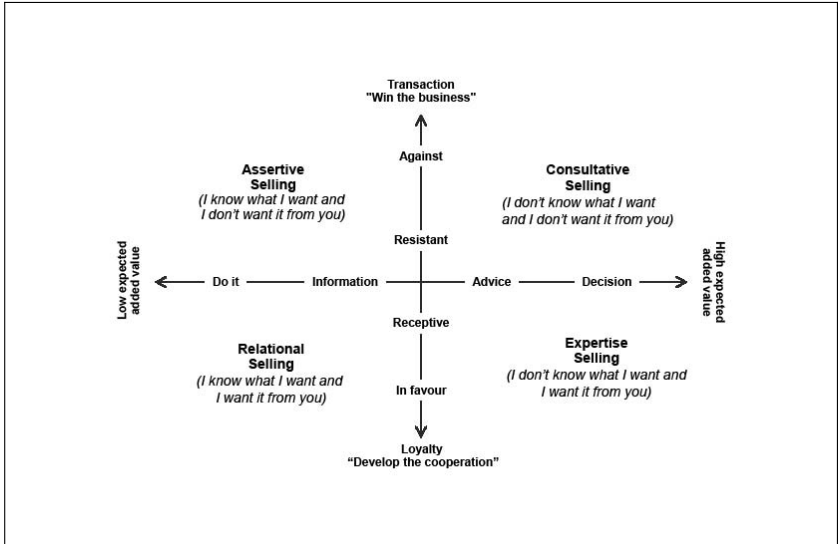 Transaction
"Win the business"
Against
Assertive
Selling
(I know what I want and
I don't want it from you)
Consultative
Selling
(I don't know what I want
and I don't want it from you)
Resistant
Low expected
added value
Do it
Information
Advice
Decision
High expected
added value
Receptive
Relational
Selling
(I know what I want and
I want it from you)
Expertise
Selling
(I don't know what I want and
I want it from you)
In favour
Loyalty
“Develop the cooperation”